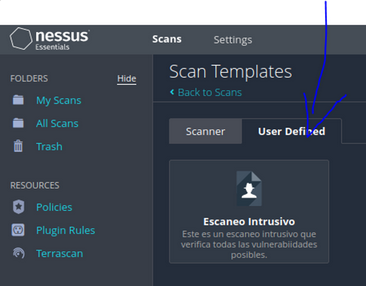 nessus
Essentials
Scans
Settings
FOLDERS
Hide
My Scans
All Scans
Trash
RESOURCES
Policies
Plugin Rules
Terrascan
Scan Templates
Back to Scans
Scanner
User Defined
Escaneo Intrusivo
Este es un escaneo intrusivo que
verifica todas las vulnerabiidades
posibles.